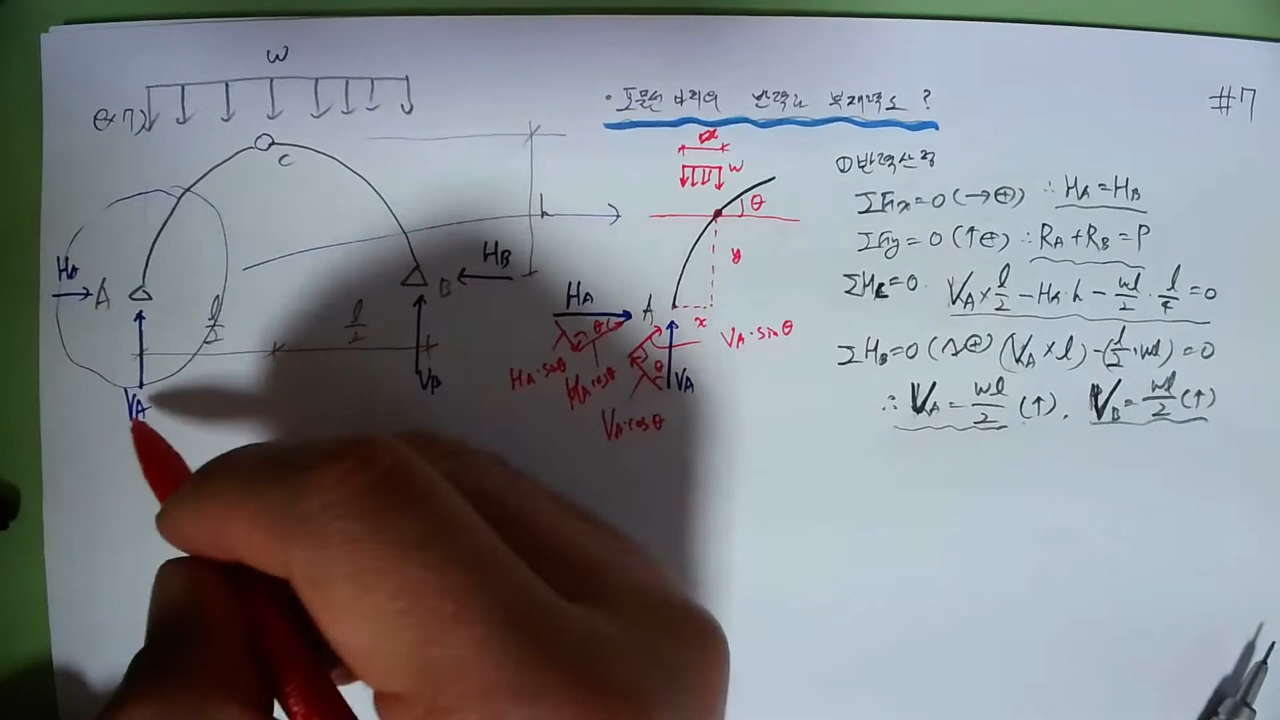 w
ex 7)
C
h
HA
A
l/2
l/2
HB
B
VA
VB
· 포물선 아치의 반력과 부재력은 ?
#7
dx
w
θ
y
HA
A
x
θ
HA·sinθ
HA cosθ
VA·sinθ
θ
VA
VA·cosθ
① 반력산정
ΣFx=0 (→⊕) ∴ HA=HB
ΣFy=0 (↑⊕) ∴ RA+RB=P
ΣMC=0. VA×l/2-HA·h-wl/2·l/4=0
ΣMB=0 (↷⊕) (VA×l)-(l/2·wl)=0
∴ VA=wl/2 (↑). VB=wl/2 (↑)